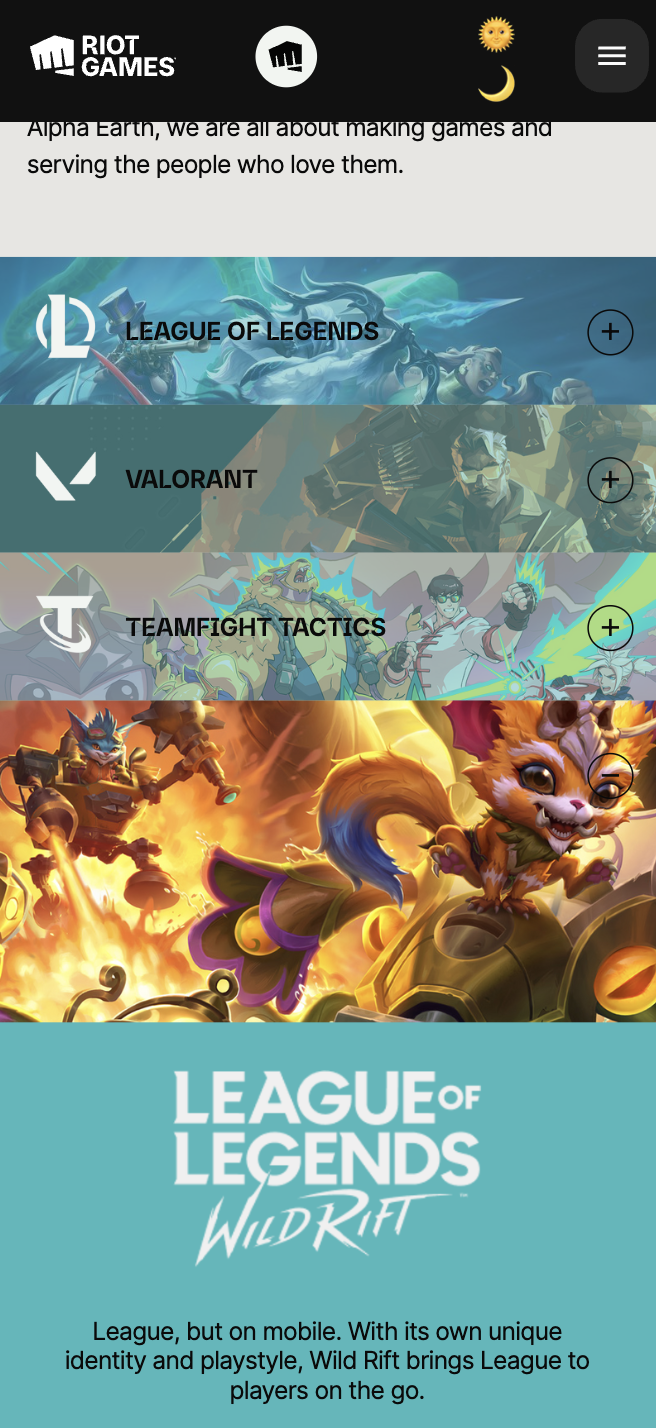 RIOT
GAMES
Alpha Earth, we are all about making games and
serving the people who love them.
LEAGUE OF LEGENDS
VALORANT
TEAMFIGHT TACTICS
LEAGUE OF
LEGENDS
WILD RIFT™
League, but on mobile. With its own unique
identity and playstyle, Wild Rift brings League to
players on the go.